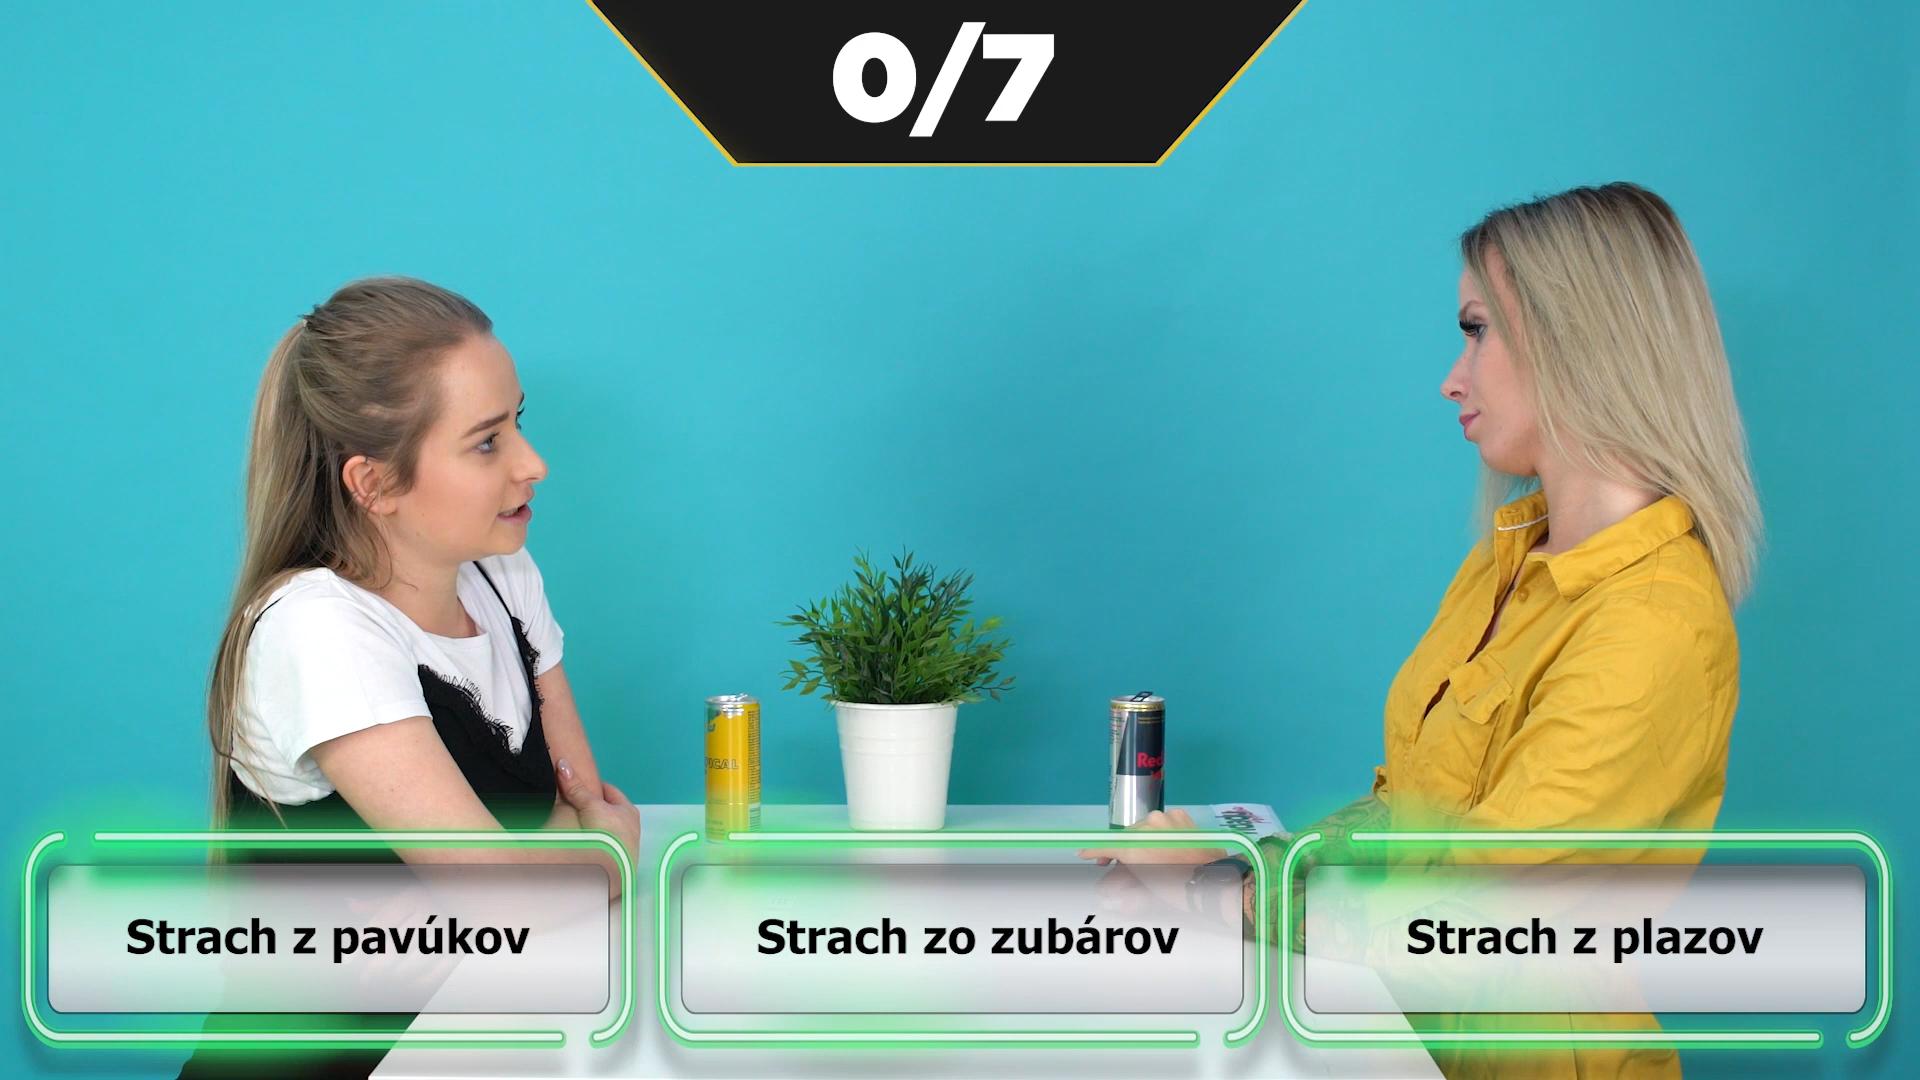 0/7
Strach z pavúkov
Strach zo zubárov
Strach z plazov